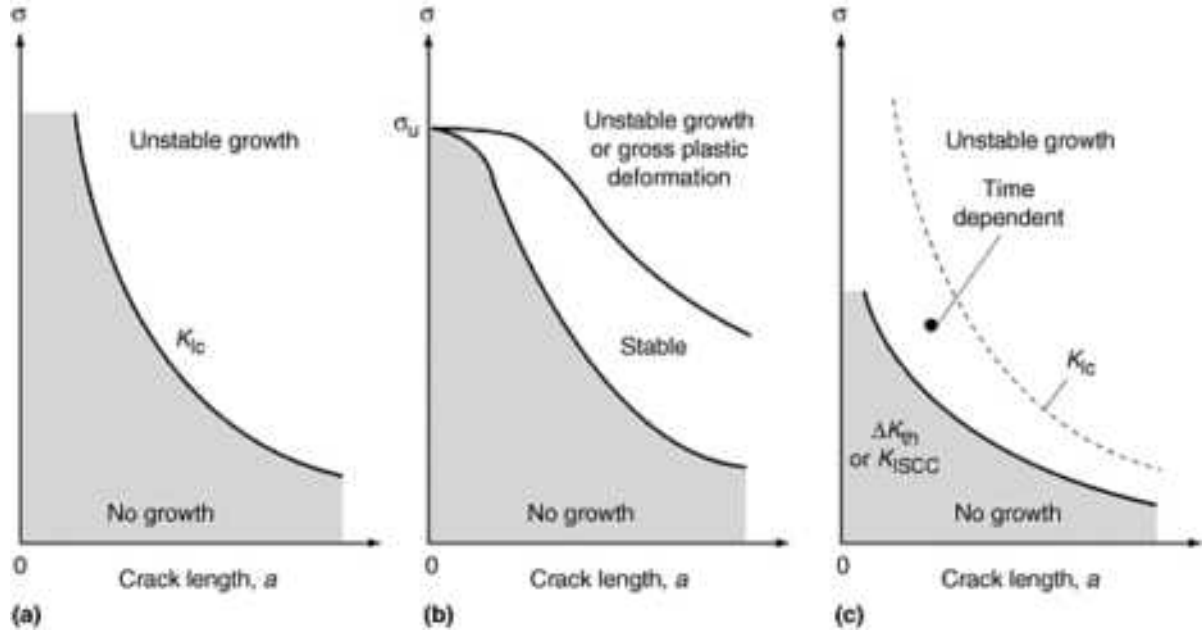 σ
Unstable growth
K_Ic
No growth
0
Crack length, a
(a)
σ
σ_u
Unstable growth
or gross plastic
deformation
Stable
No growth
0
Crack length, a
(b)
σ
Unstable growth
Time
dependent
K_Ic
ΔK_th
or K_ISCC
No growth
0
Crack length, a
(c)